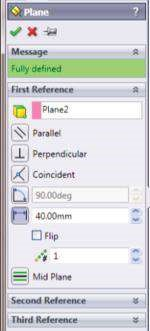 Plane ?
Message
Fully defined
First Reference
Plane2
Parallel
Perpendicular
Coincident
90.00deg
40.00mm
Flip
1
Mid Plane
Second Reference
Third Reference